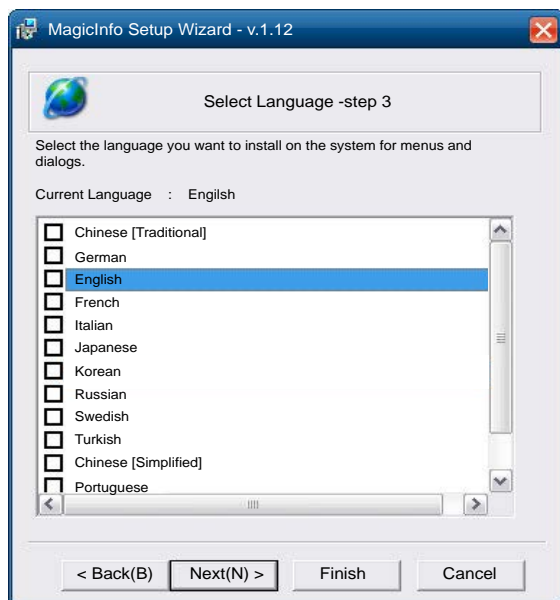 MagicInfo Setup Wizard - v.1.12
Select Language -step 3
Select the language you want to install on the system for menus and
dialogs.
Current Language : Engilsh
Chinese [Traditional]
German
English
French
Italian
Japanese
Korean
Russian
Swedish
Turkish
Chinese [Simplified]
Portuguese
< Back(B) Next(N) > Finish Cancel